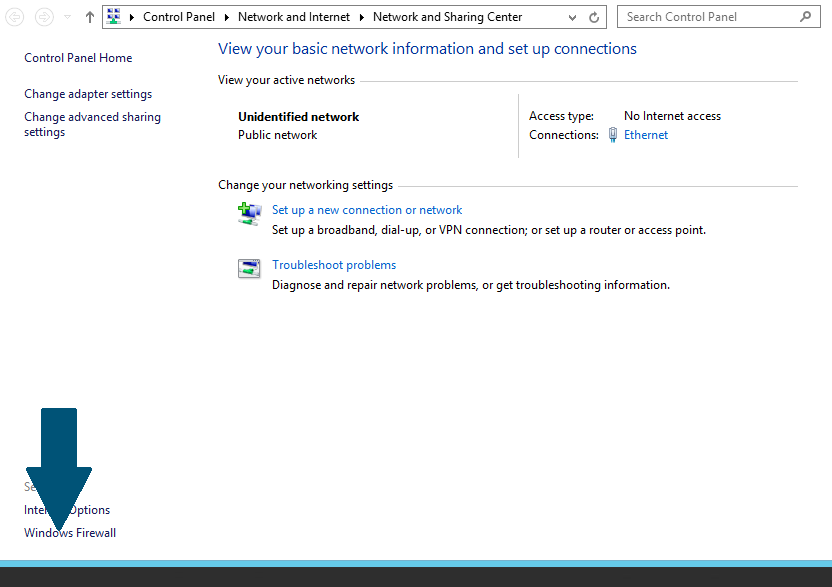 Control Panel Network and Internet Network and Sharing Center
Search Control Panel
Control Panel Home
Change adapter settings
Change advanced sharing
settings
View your basic network information and set up connections
View your active networks
Unidentified network
Public network
Access type: No Internet access
Connections: Ethernet
Change your networking settings
Set up a new connection or network
Set up a broadband, dial-up, or VPN connection; or set up a router or access point.
Troubleshoot problems
Diagnose and repair network problems, or get troubleshooting information.
Options
Windows Firewall